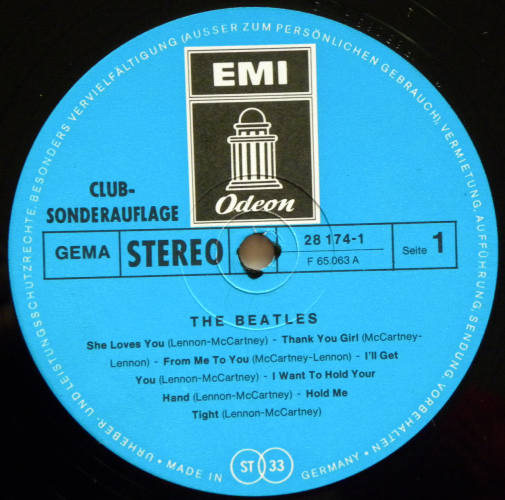 URHEBER- UND LEISTUNGSSCHUTZRECHTE, BESONDERS VERVIELFÄLTIGUNG (AUSSER ZUM PERSÖNLICHEN GEBRAUCH), VERMIETUNG, AUFFÜHRUNG, SENDUNG, VORBEHALTEN • MADE IN GERMANY •
EMI
Odeon
CLUB-
SONDERAUFLAGE
GEMA
STEREO
28 174-1
F 65.063 A
Seite 1
THE BEATLES
She Loves You (Lennon-McCartney) - Thank You Girl (McCartney-
Lennon) - From Me To You (McCartney-Lennon) - I'll Get
You (Lennon-McCartney) - I Want To Hold Your
Hand (Lennon-McCartney) - Hold Me
Tight (Lennon-McCartney)
ST 33